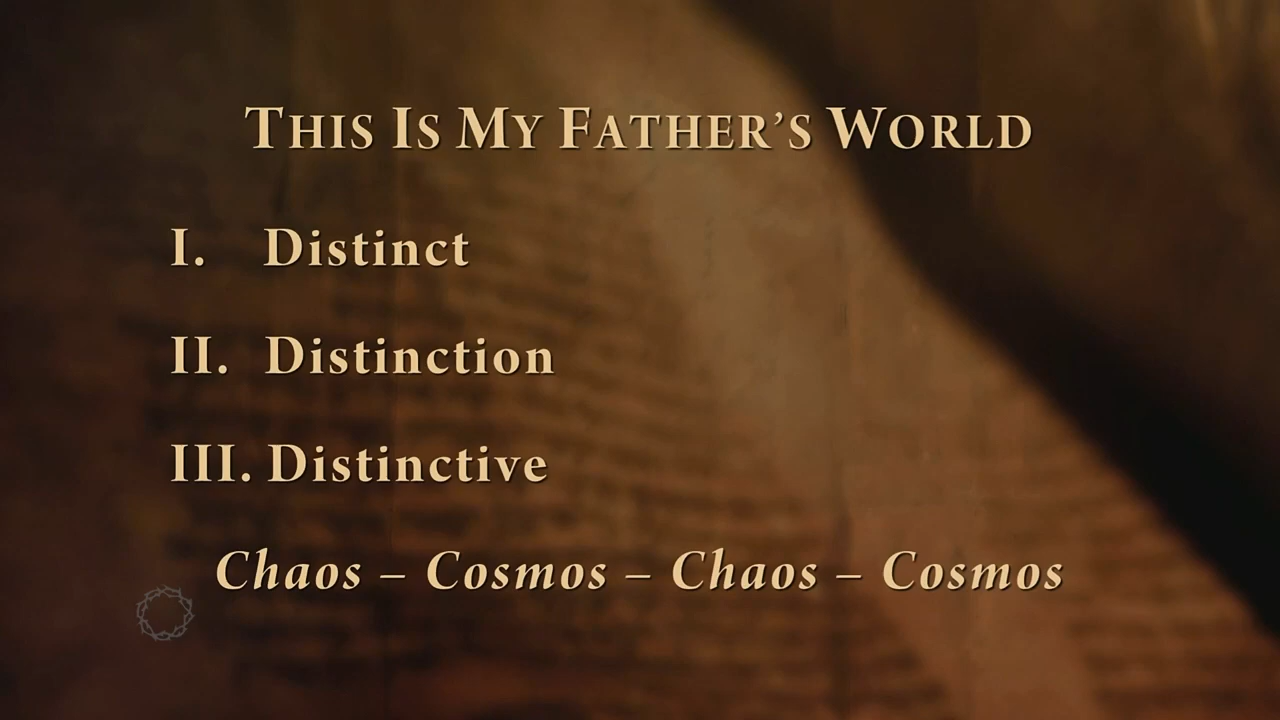 This Is My Father’s World
I. Distinct
II. Distinction
III. Distinctive
Chaos – Cosmos – Chaos – Cosmos